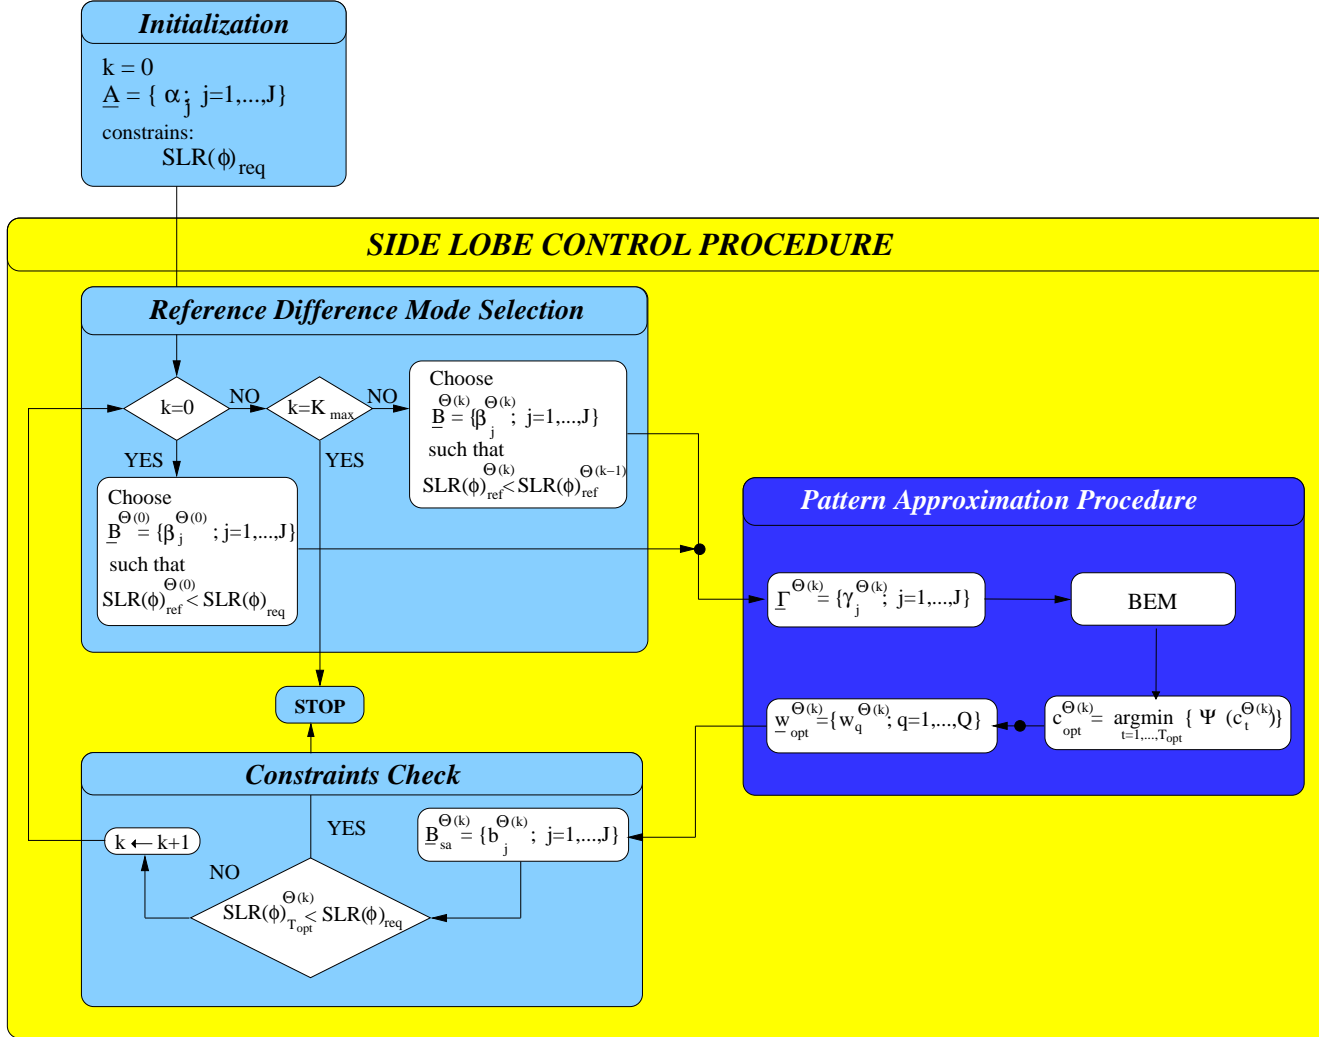 Initialization
k = 0
A = { α_j; j=1,...,J}
constrains:
SLR(ϕ)_req
SIDE LOBE CONTROL PROCEDURE
Reference Difference Mode Selection
k=0
NO
k=K_max
NO
Choose
B^Θ(k) = {β_j^Θ(k); j=1,...,J}
such that
SLR(ϕ)_ref^Θ(k) < SLR(ϕ)_ref^Θ(k−1)
YES
YES
Choose
B^Θ(0) = {β_j^Θ(0); j=1,...,J}
such that
SLR(ϕ)_ref^Θ(0) < SLR(ϕ)_req
Pattern Approximation Procedure
Γ^Θ(k) = {γ_j^Θ(k); j=1,...,J}
BEM
c_opt^Θ(k) = argmin_{t=1,...,T_opt} { Ψ (c_t^Θ(k))}
w_opt^Θ(k) = {w_q^Θ(k); q=1,...,Q}
STOP
Constraints Check
B_sa^Θ(k) = {b_j^Θ(k); j=1,...,J}
YES
k ← k+1
NO
SLR(ϕ)_{T_opt}^Θ(k) < SLR(ϕ)_req